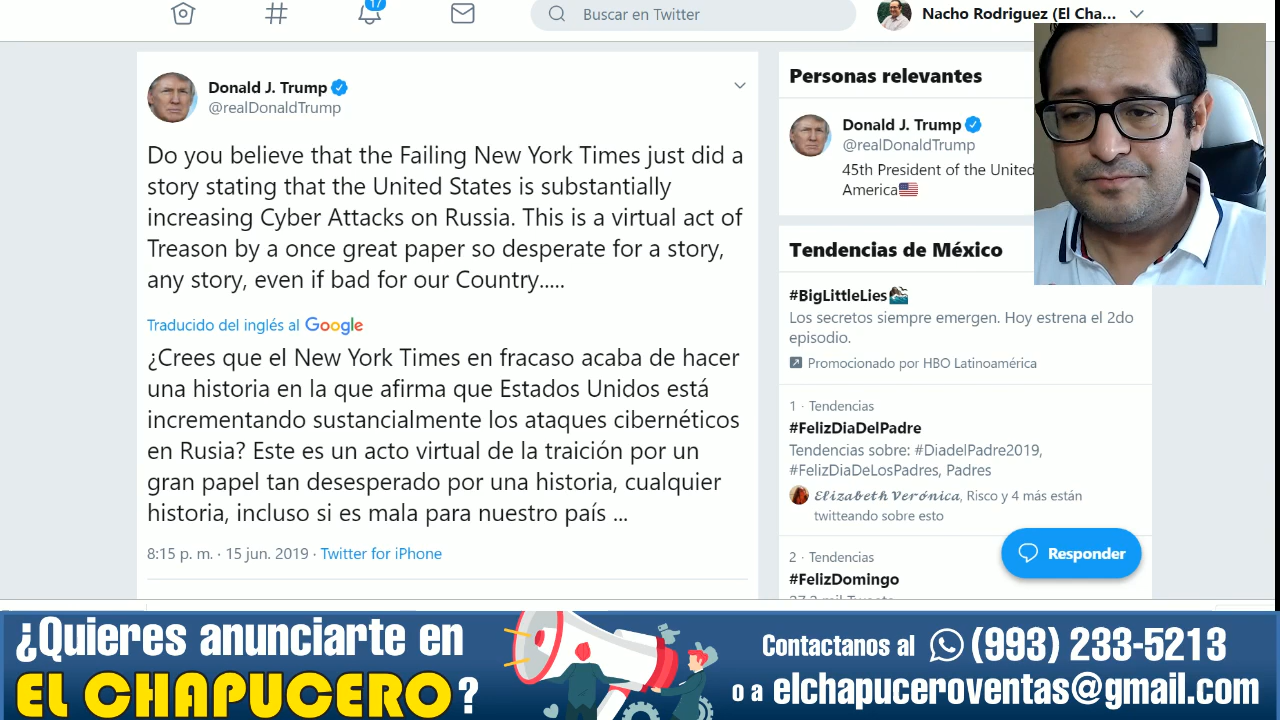 17
Buscar en Twitter
Nacho Rodriguez (El Cha...
Donald J. Trump
@realDonaldTrump
Do you believe that the Failing New York Times just did a
story stating that the United States is substantially
increasing Cyber Attacks on Russia. This is a virtual act of
Treason by a once great paper so desperate for a story,
any story, even if bad for our Country.....
Traducido del inglés al Google
¿Crees que el New York Times en fracaso acaba de hacer
una historia en la que afirma que Estados Unidos está
incrementando sustancialmente los ataques cibernéticos
en Rusia? Este es un acto virtual de la traición por un
gran papel tan desesperado por una historia, cualquier
historia, incluso si es mala para nuestro país ...
8:15 p. m. · 15 jun. 2019 · Twitter for iPhone
Personas relevantes
Donald J. Trump
@realDonaldTrump
45th President of the United
America
Tendencias de México
#BigLittleLies
Los secretos siempre emergen. Hoy estrena el 2do
episodio.
Promocionado por HBO Latinoamérica
1 · Tendencias
#FelizDiaDelPadre
Tendencias sobre: #DiadelPadre2019,
#FelizDiaDeLosPadres, Padres
𝓔𝓵𝓲𝔃𝓪𝓫𝓮𝓽𝓱 𝓥𝓮𝓻ó𝓷𝓲𝓬𝓪, Risco y 4 más están
twitteando sobre esto
2 · Tendencias
#FelizDomingo
Responder
¿Quieres anunciarte en
EL CHAPUCERO?
Contactanos al (993) 233-5213
o a elchapuceroventas@gmail.com